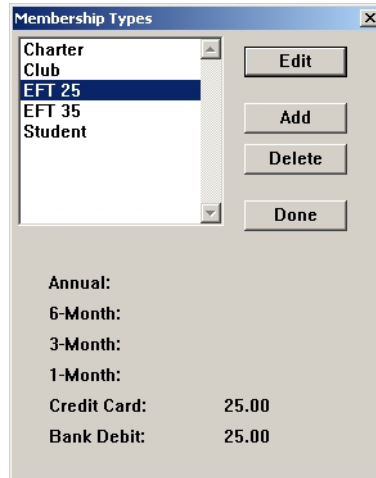 Membership Types
Charter
Club
EFT 25
EFT 35
Student
Edit
Add
Delete
Done
Annual:
6-Month:
3-Month:
1-Month:
Credit Card: 25.00
Bank Debit: 25.00